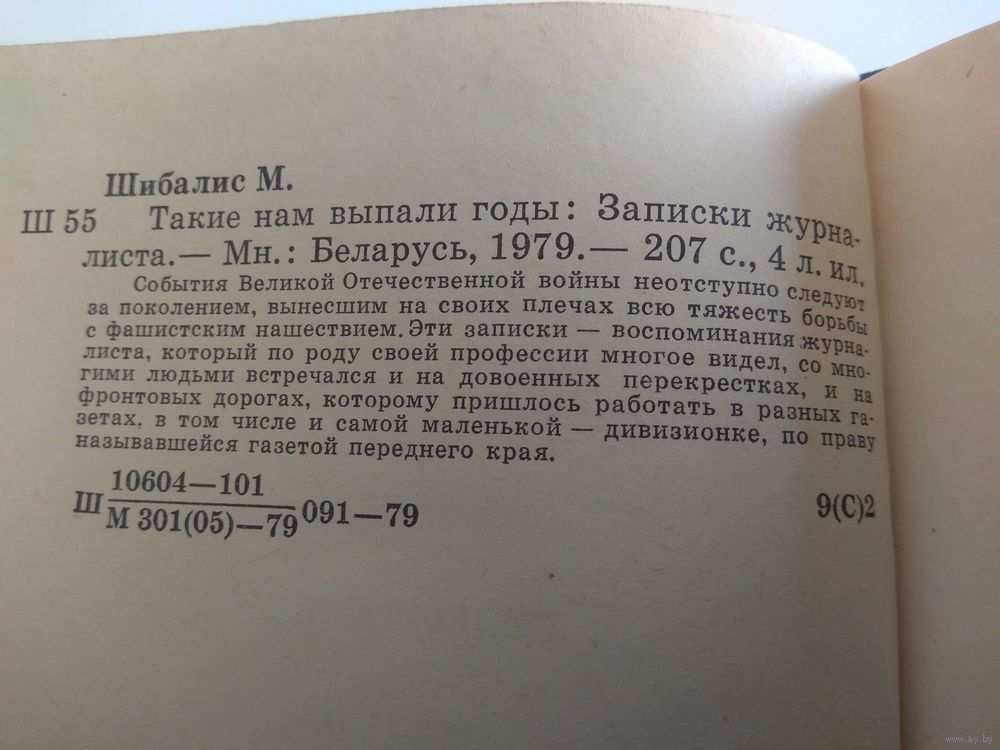 Шибалис М.
Ш 55 Такие нам выпали годы: Записки журна-
листа.— Мн.: Беларусь, 1979.— 207 с., 4 л. ил.
События Великой Отечественной войны неотступно следуют
за поколением, вынесшим на своих плечах всю тяжесть борьбы
с фашистским нашествием. Эти записки — воспоминания журна-
листа, который по роду своей профессии многое видел, со мно-
гими людьми встречался и на довоенных перекрестках, и на
фронтовых дорогах, которому пришлось работать в разных га-
зетах, в том числе и самой маленькой — дивизионке, по праву
называвшейся газетой переднего края.
10604—101
Ш 091—79 9(С)2
М 301(05)—79
www.ay.by